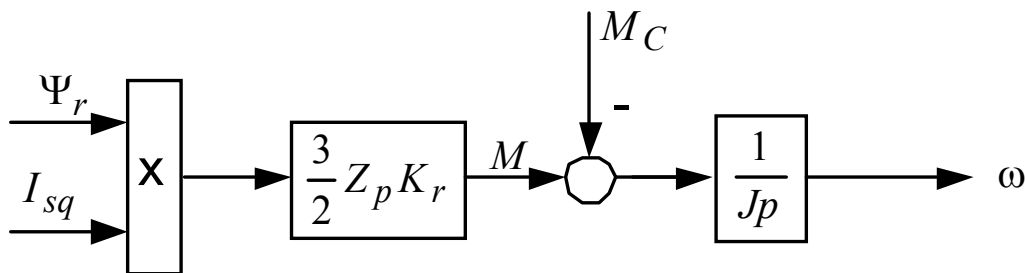 M_C
-
Ψ_r
I_sq
x
3/2 Z_p K_r
M
1/Jp
ω